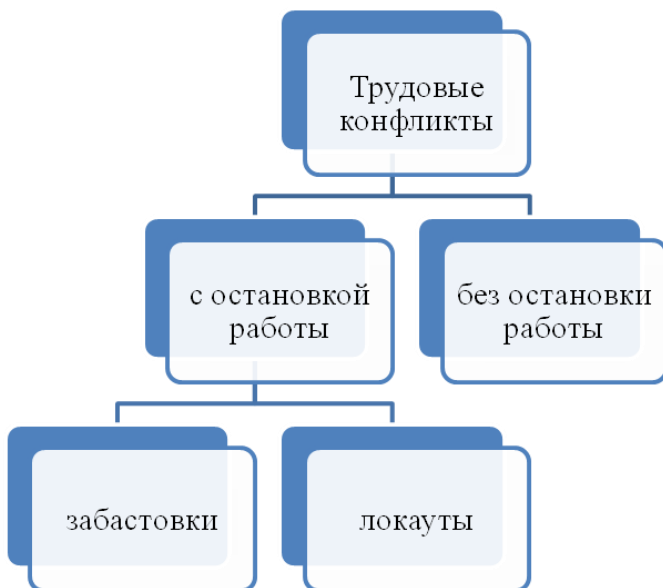 Трудовые
конфликты
с остановкой
работы
без остановки
работы
забастовки
локауты